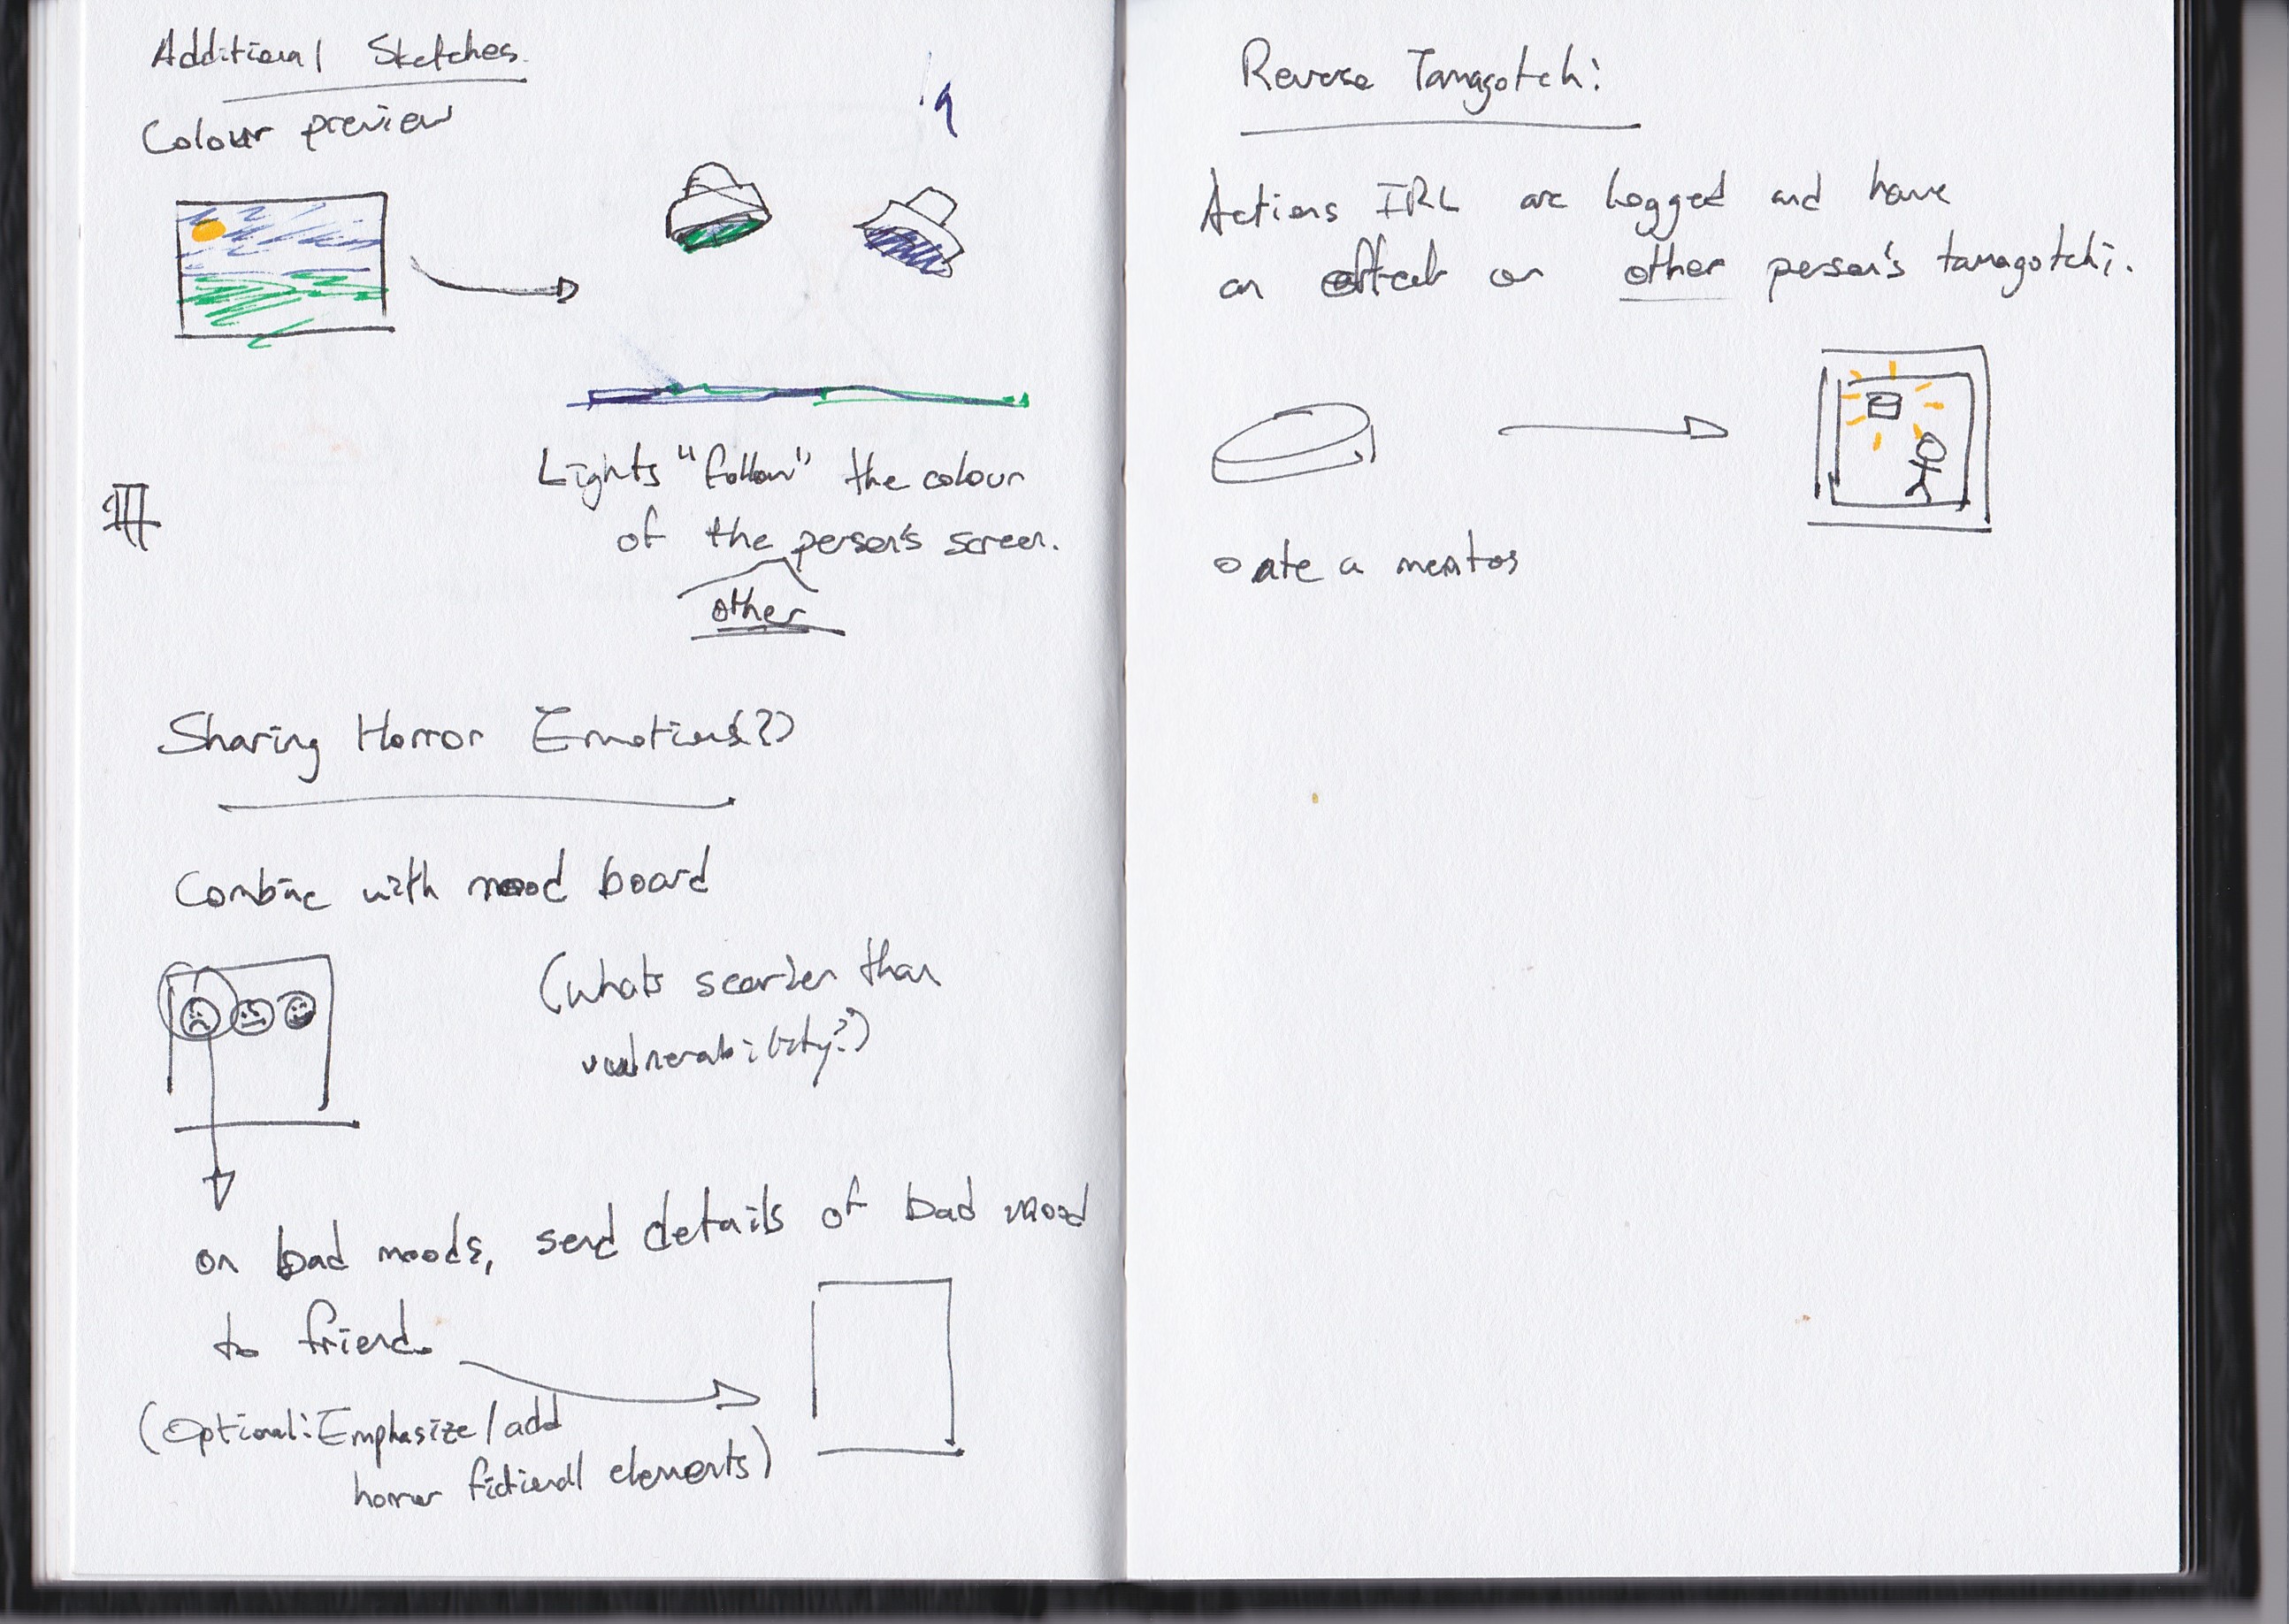 Additional Sketches.
Colour preview
Lights "follow" the colour
of the person's screen.
other
Sharing Horror Emotions(?)
Combine with mood board
(whats scarier than
vulnerability?)
on bad moods, send details of bad mood
to friend.
(Optional: Emphasize/add
horror fictional elements)
Reverse Tamagotchi
Actions IRL are logged and have
an effect on other person's tamagotchi.
ate a mentos